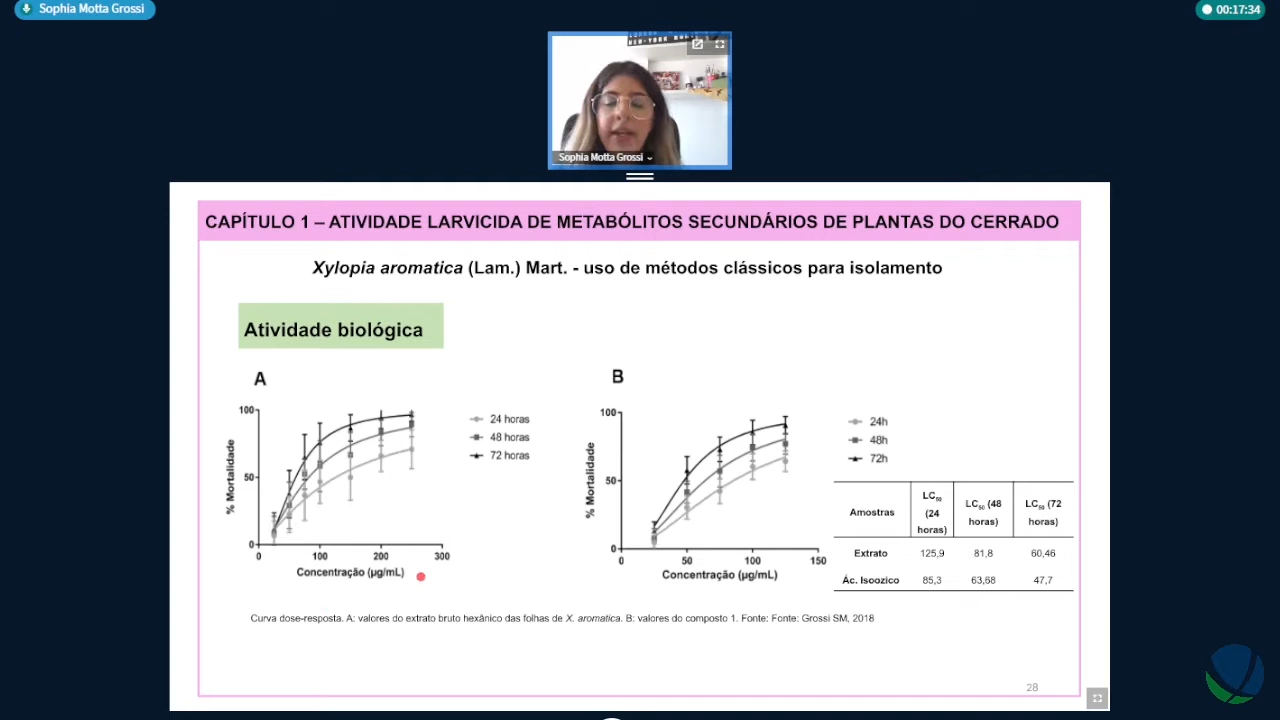 Sophia Motta Grossi
00:17:34
Sophia Motta Grossi
CAPÍTULO 1 – ATIVIDADE LARVICIDA DE METABÓLITOS SECUNDÁRIOS DE PLANTAS DO CERRADO
Xylopia aromatica (Lam.) Mart. - uso de métodos clássicos para isolamento
Atividade biológica
A
% Mortalidade
100
50
0
0 100 200 300
Concentração (µg/mL)
24 horas
48 horas
72 horas
B
% Mortalidade
100
50
0
0 50 100 150
Concentração (µg/mL)
24h
48h
72h
Amostras LC50 (24 horas) LC50 (48 horas) LC50 (72 horas)
Extrato 125,9 81,8 60,46
Ác. Isoozico 85,3 63,68 47,7
Curva dose-resposta. A: valores do extrato bruto hexânico das folhas de X. aromatica. B: valores do composto 1. Fonte: Fonte: Grossi SM, 2018
28